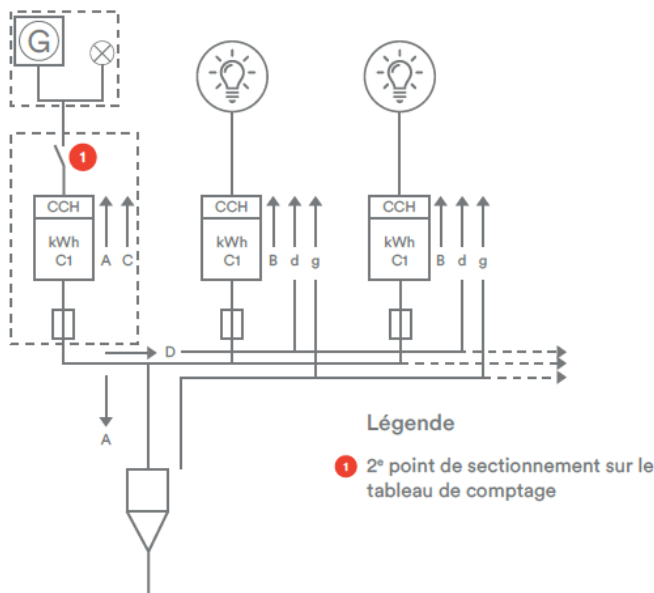 G
1
CCH
kWh
C1
A
C
CCH
kWh
C1
B
d
g
CCH
kWh
C1
B
d
g
D
A
Légende
1 2e point de sectionnement sur le
tableau de comptage